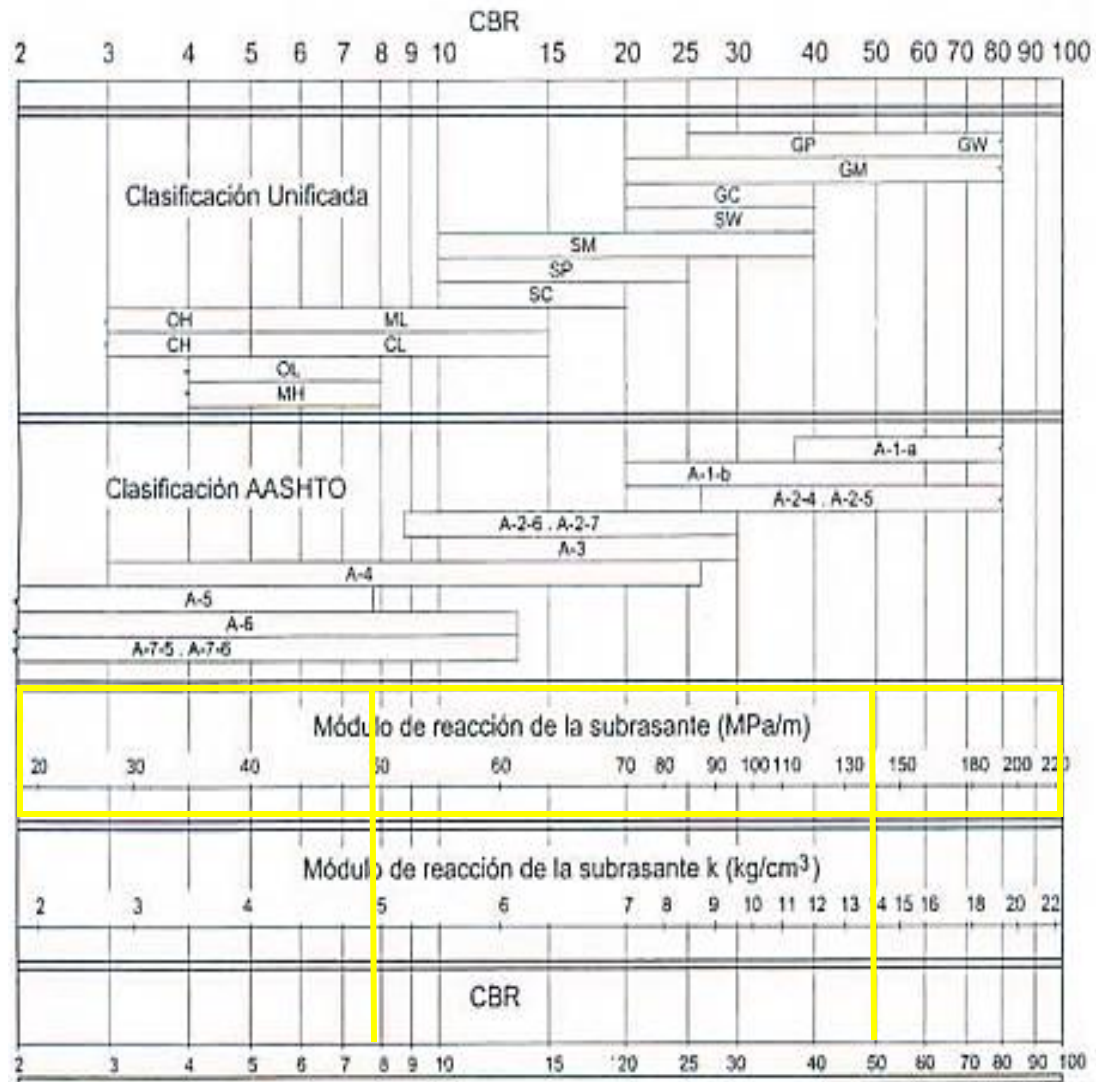 CBR
2 3 4 5 6 7 8 9 10 15 20 25 30 40 50 60 70 80 90 100
GP GW
GM
Clasificación Unificada
GC
SW
SM
SP
SC
OH ML
CH CL
OL
MH
A-1-a
A-1-b
Clasificación AASHTO
A-2-4 . A-2-5
A-2-6 . A-2-7
A-3
A-4
A-5
A-6
A-7-5 . A-7-6
Módulo de reacción de la subrasante (MPa/m)
20 30 40 50 60 70 80 90 100 110 130 150 180 200 220
Módulo de reacción de la subrasante k (kg/cm³)
2 3 4 5 6 7 8 9 10 11 12 13 14 15 16 18 20 22
CBR
2 3 4 5 6 7 8 9 10 15 20 25 30 40 50 60 70 80 90 100